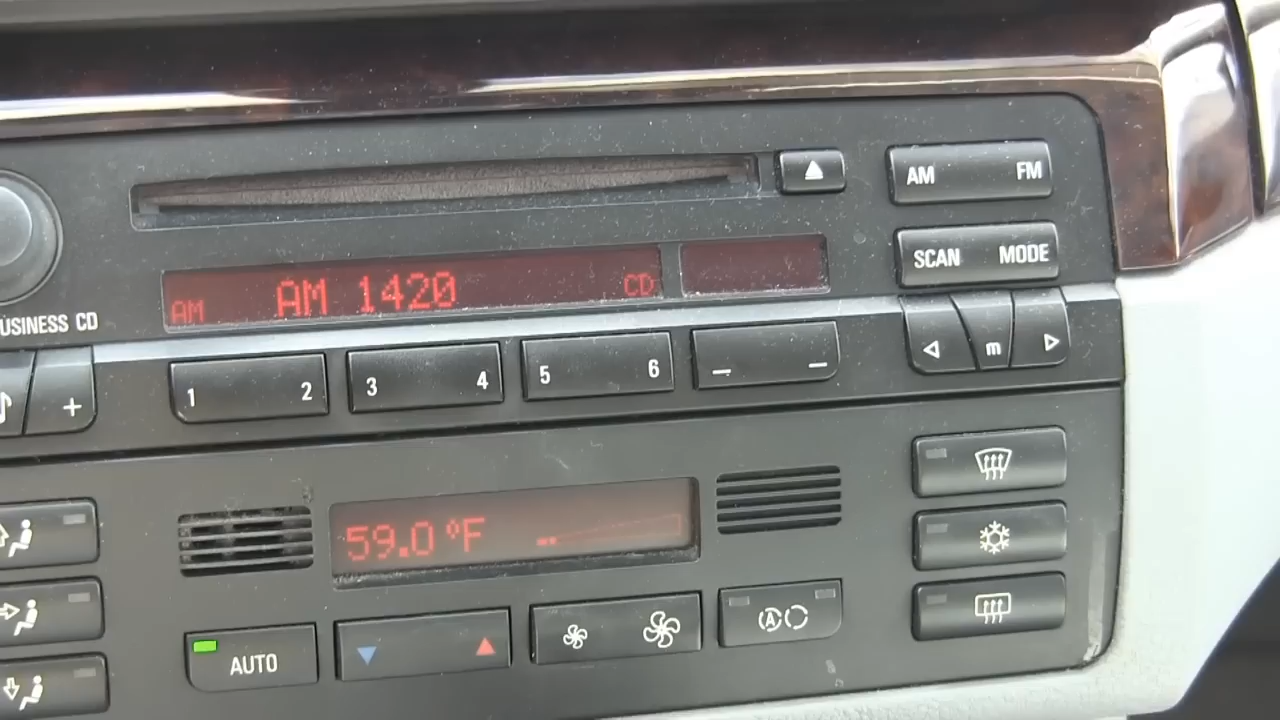 AM FM
SCAN MODE
AM AM 1420 CD
USINESS CD
m
+ 1 2 3 4 5 6 — —
59.0 °F
AUTO
A